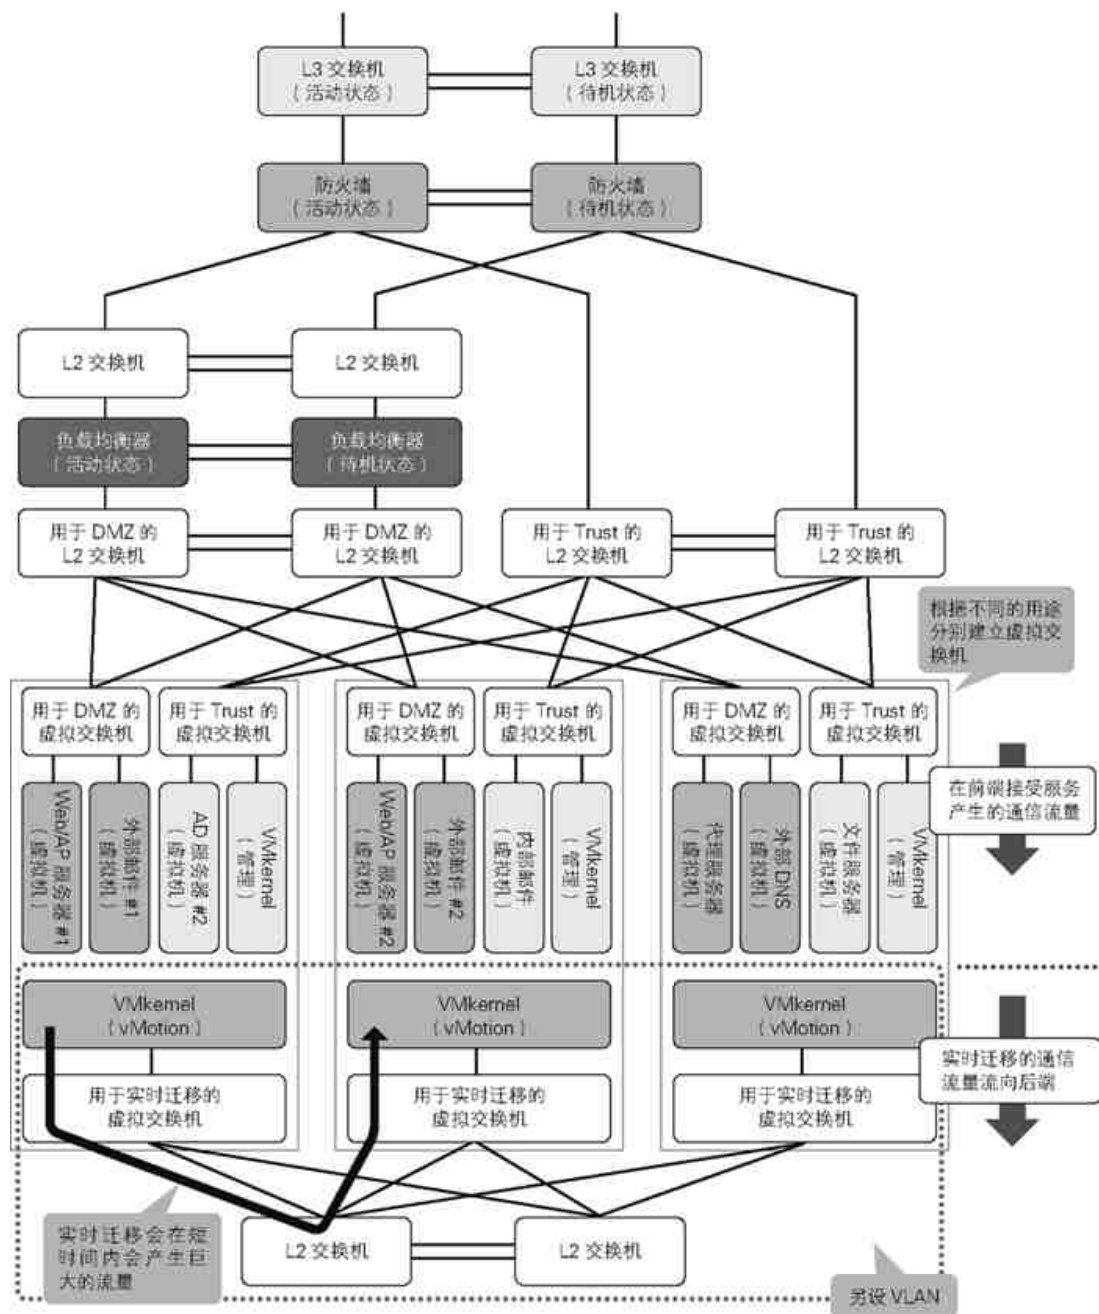 L3 交换机
（活动状态）
L3 交换机
（待机状态）
防火墙
（活动状态）
防火墙
（待机状态）
L2 交换机
L2 交换机
负载均衡器
（活动状态）
负载均衡器
（待机状态）
用于 DMZ 的
L2 交换机
用于 DMZ 的
L2 交换机
用于 Trust 的
L2 交换机
用于 Trust 的
L2 交换机
根据不同的用途
分别建立虚拟交
换机
用于 DMZ 的
虚拟交换机
用于 Trust 的
虚拟交换机
用于 DMZ 的
虚拟交换机
用于 Trust 的
虚拟交换机
用于 DMZ 的
虚拟交换机
用于 Trust 的
虚拟交换机
Web/AP 服务器 #1
（虚拟机）
外部邮件 #1
（虚拟机）
AD 服务器 #2
（虚拟机）
VMkernel
（管理）
Web/AP 服务器 #2
（虚拟机）
外部邮件 #2
（虚拟机）
内部邮件
（虚拟机）
VMkernel
（管理）
代理服务器
（虚拟机）
外部 DNS
（虚拟机）
文件服务器
（虚拟机）
VMkernel
（管理）
在前端接受服务
产生的通信流量
VMkernel
（vMotion）
VMkernel
（vMotion）
VMkernel
（vMotion）
用于实时迁移的
虚拟交换机
用于实时迁移的
虚拟交换机
用于实时迁移的
虚拟交换机
实时迁移的通信
流量流向后端
实时迁移会在短
时间内会产生巨
大的流量
L2 交换机
L2 交换机
另设 VLAN